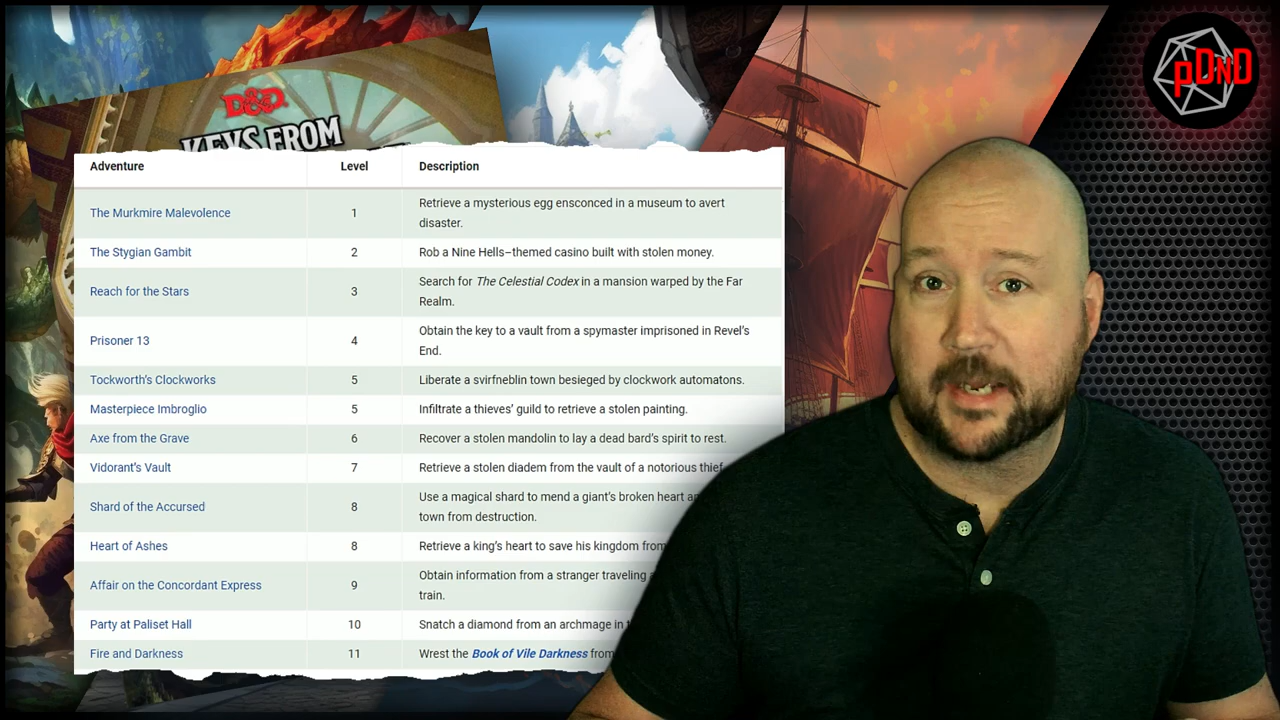 pDnD
D&D
KEYS FROM
Adventure Level Description
The Murkmire Malevolence 1 Retrieve a mysterious egg ensconced in a museum to avert
disaster.
The Stygian Gambit 2 Rob a Nine Hells–themed casino built with stolen money.
Reach for the Stars 3 Search for The Celestial Codex in a mansion warped by the Far
Realm.
Prisoner 13 4 Obtain the key to a vault from a spymaster imprisoned in Revel's
End.
Tockworth's Clockworks 5 Liberate a svirfneblin town besieged by clockwork automatons.
Masterpiece Imbroglio 5 Infiltrate a thieves' guild to retrieve a stolen painting.
Axe from the Grave 6 Recover a stolen mandolin to lay a dead bard's spirit to rest.
Vidorant's Vault 7 Retrieve a stolen diadem from the vault of a notorious thief
Shard of the Accursed 8 Use a magical shard to mend a giant's broken heart
town from destruction.
Heart of Ashes 8 Retrieve a king's heart to save his kingdom from
Affair on the Concordant Express 9 Obtain information from a stranger traveling
train.
Party at Paliset Hall 10 Snatch a diamond from an archmage in
Fire and Darkness 11 Wrest the Book of Vile Darkness from